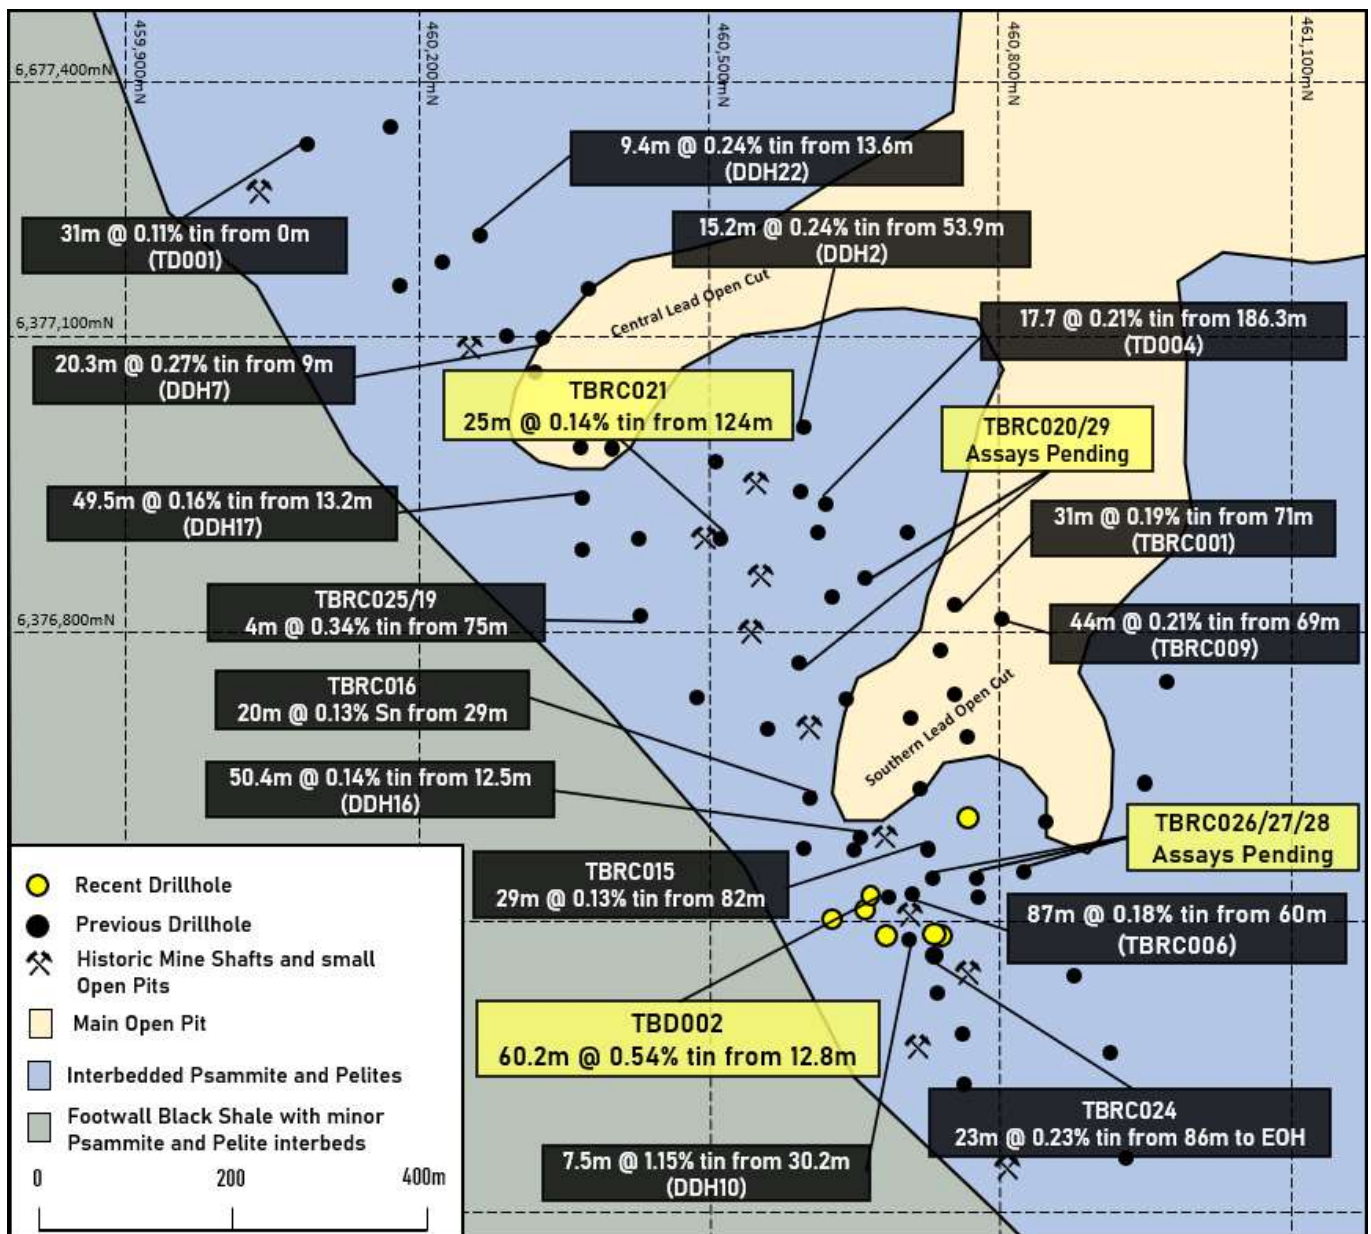 459,900mN
460,200mN
460,500mN
460,800mN
461,100mN
6,677,400mN
9.4m @ 0.24% tin from 13.6m
(DDH22)
31m @ 0.11% tin from 0m
(TD001)
15.2m @ 0.24% tin from 53.9m
(DDH2)
Central Lead Open Cut
6,377,100mN
17.7 @ 0.21% tin from 186.3m
(TD004)
20.3m @ 0.27% tin from 9m
(DDH7)
TBRC021
25m @ 0.14% tin from 124m
TBRC020/29
Assays Pending
49.5m @ 0.16% tin from 13.2m
(DDH17)
31m @ 0.19% tin from 71m
(TBRC001)
TBRC025/19
4m @ 0.34% tin from 75m
6,376,800mN
44m @ 0.21% tin from 69m
(TBRC009)
TBRC016
20m @ 0.13% Sn from 29m
Southern Lead Open Cut
50.4m @ 0.14% tin from 12.5m
(DDH16)
TBRC026/27/28
Assays Pending
TBRC015
29m @ 0.13% tin from 82m
87m @ 0.18% tin from 60m
(TBRC006)
TBD002
60.2m @ 0.54% tin from 12.8m
TBRC024
23m @ 0.23% tin from 86m to EOH
7.5m @ 1.15% tin from 30.2m
(DDH10)
Recent Drillhole
Previous Drillhole
Historic Mine Shafts and small
Open Pits
Main Open Pit
Interbedded Psammite and Pelites
Footwall Black Shale with minor
Psammite and Pelite interbeds
0 200 400m